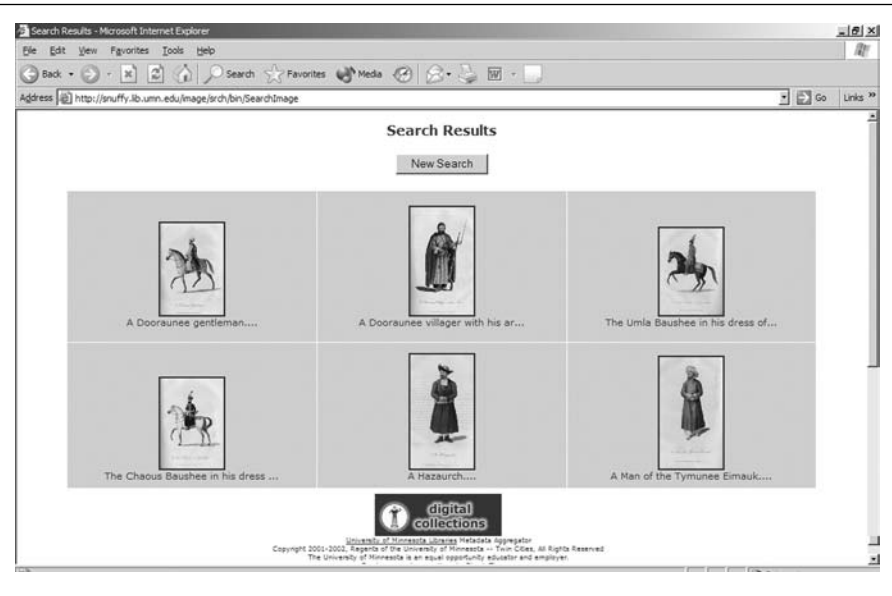 Search Results - Microsoft Internet Explorer
File Edit View Favorites Tools Help
Back Search Favorites Media
Address http://snuffy.lib.umn.edu/image/srch/bin/SearchImage Go Links »
Search Results
New Search
A Dooraunee gentleman....
A Dooraunee villager with his ar...
The Umla Baushee in his dress of...
The Chaous Baushee in his dress ...
A Hazaurch....
A Man of the Tymunee Eimauk....
digital
collections
University of Minnesota Libraries Metadata Aggregator
Copyright 2001-2002, Regents of the University of Minnesota -- Twin Cities, All Rights Reserved
The University of Minnesota is an equal opportunity educator and employer.